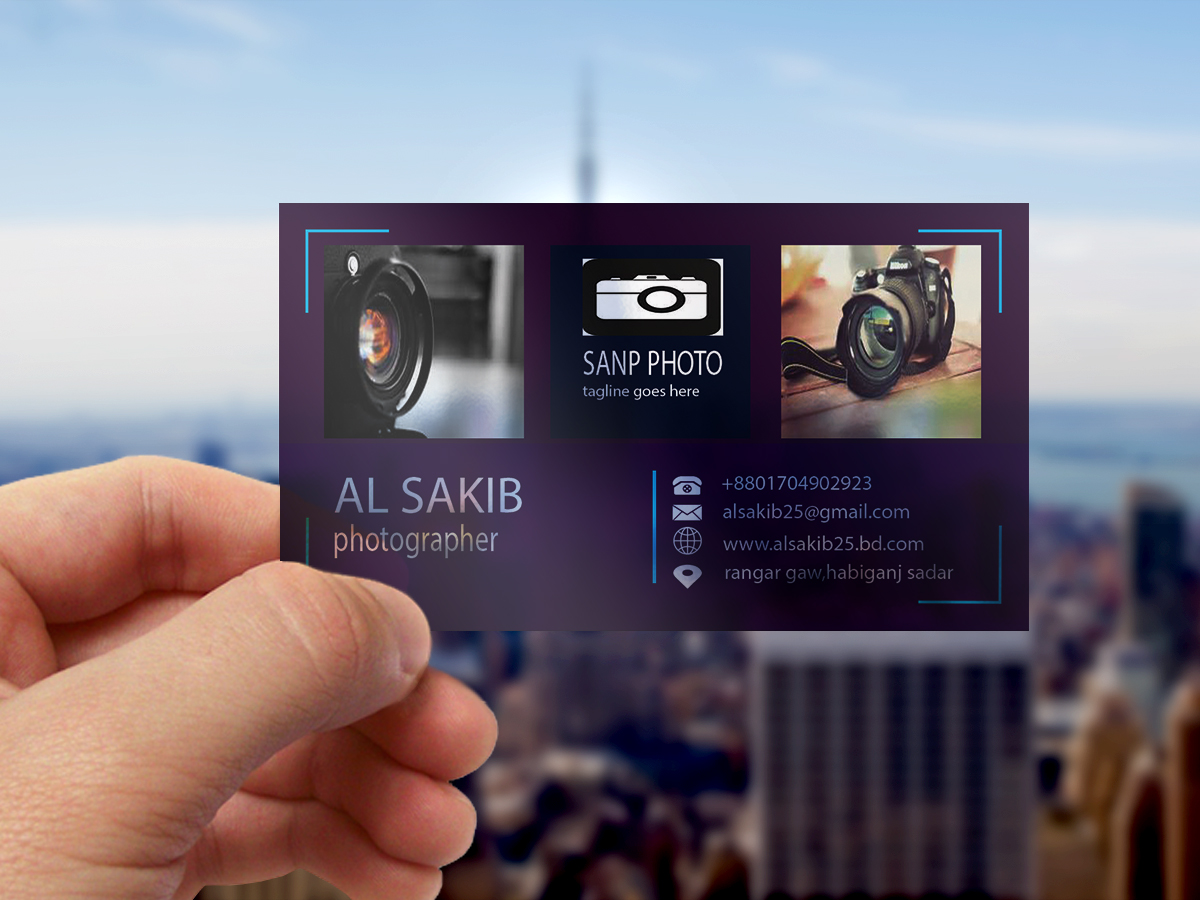 Nikon
SANP PHOTO
tagline goes here
AL SAKIB
photographer
+8801704902923
alsakib25@gmail.com
www.alsakib25.bd.com
rangar gaw,habiganj sadar